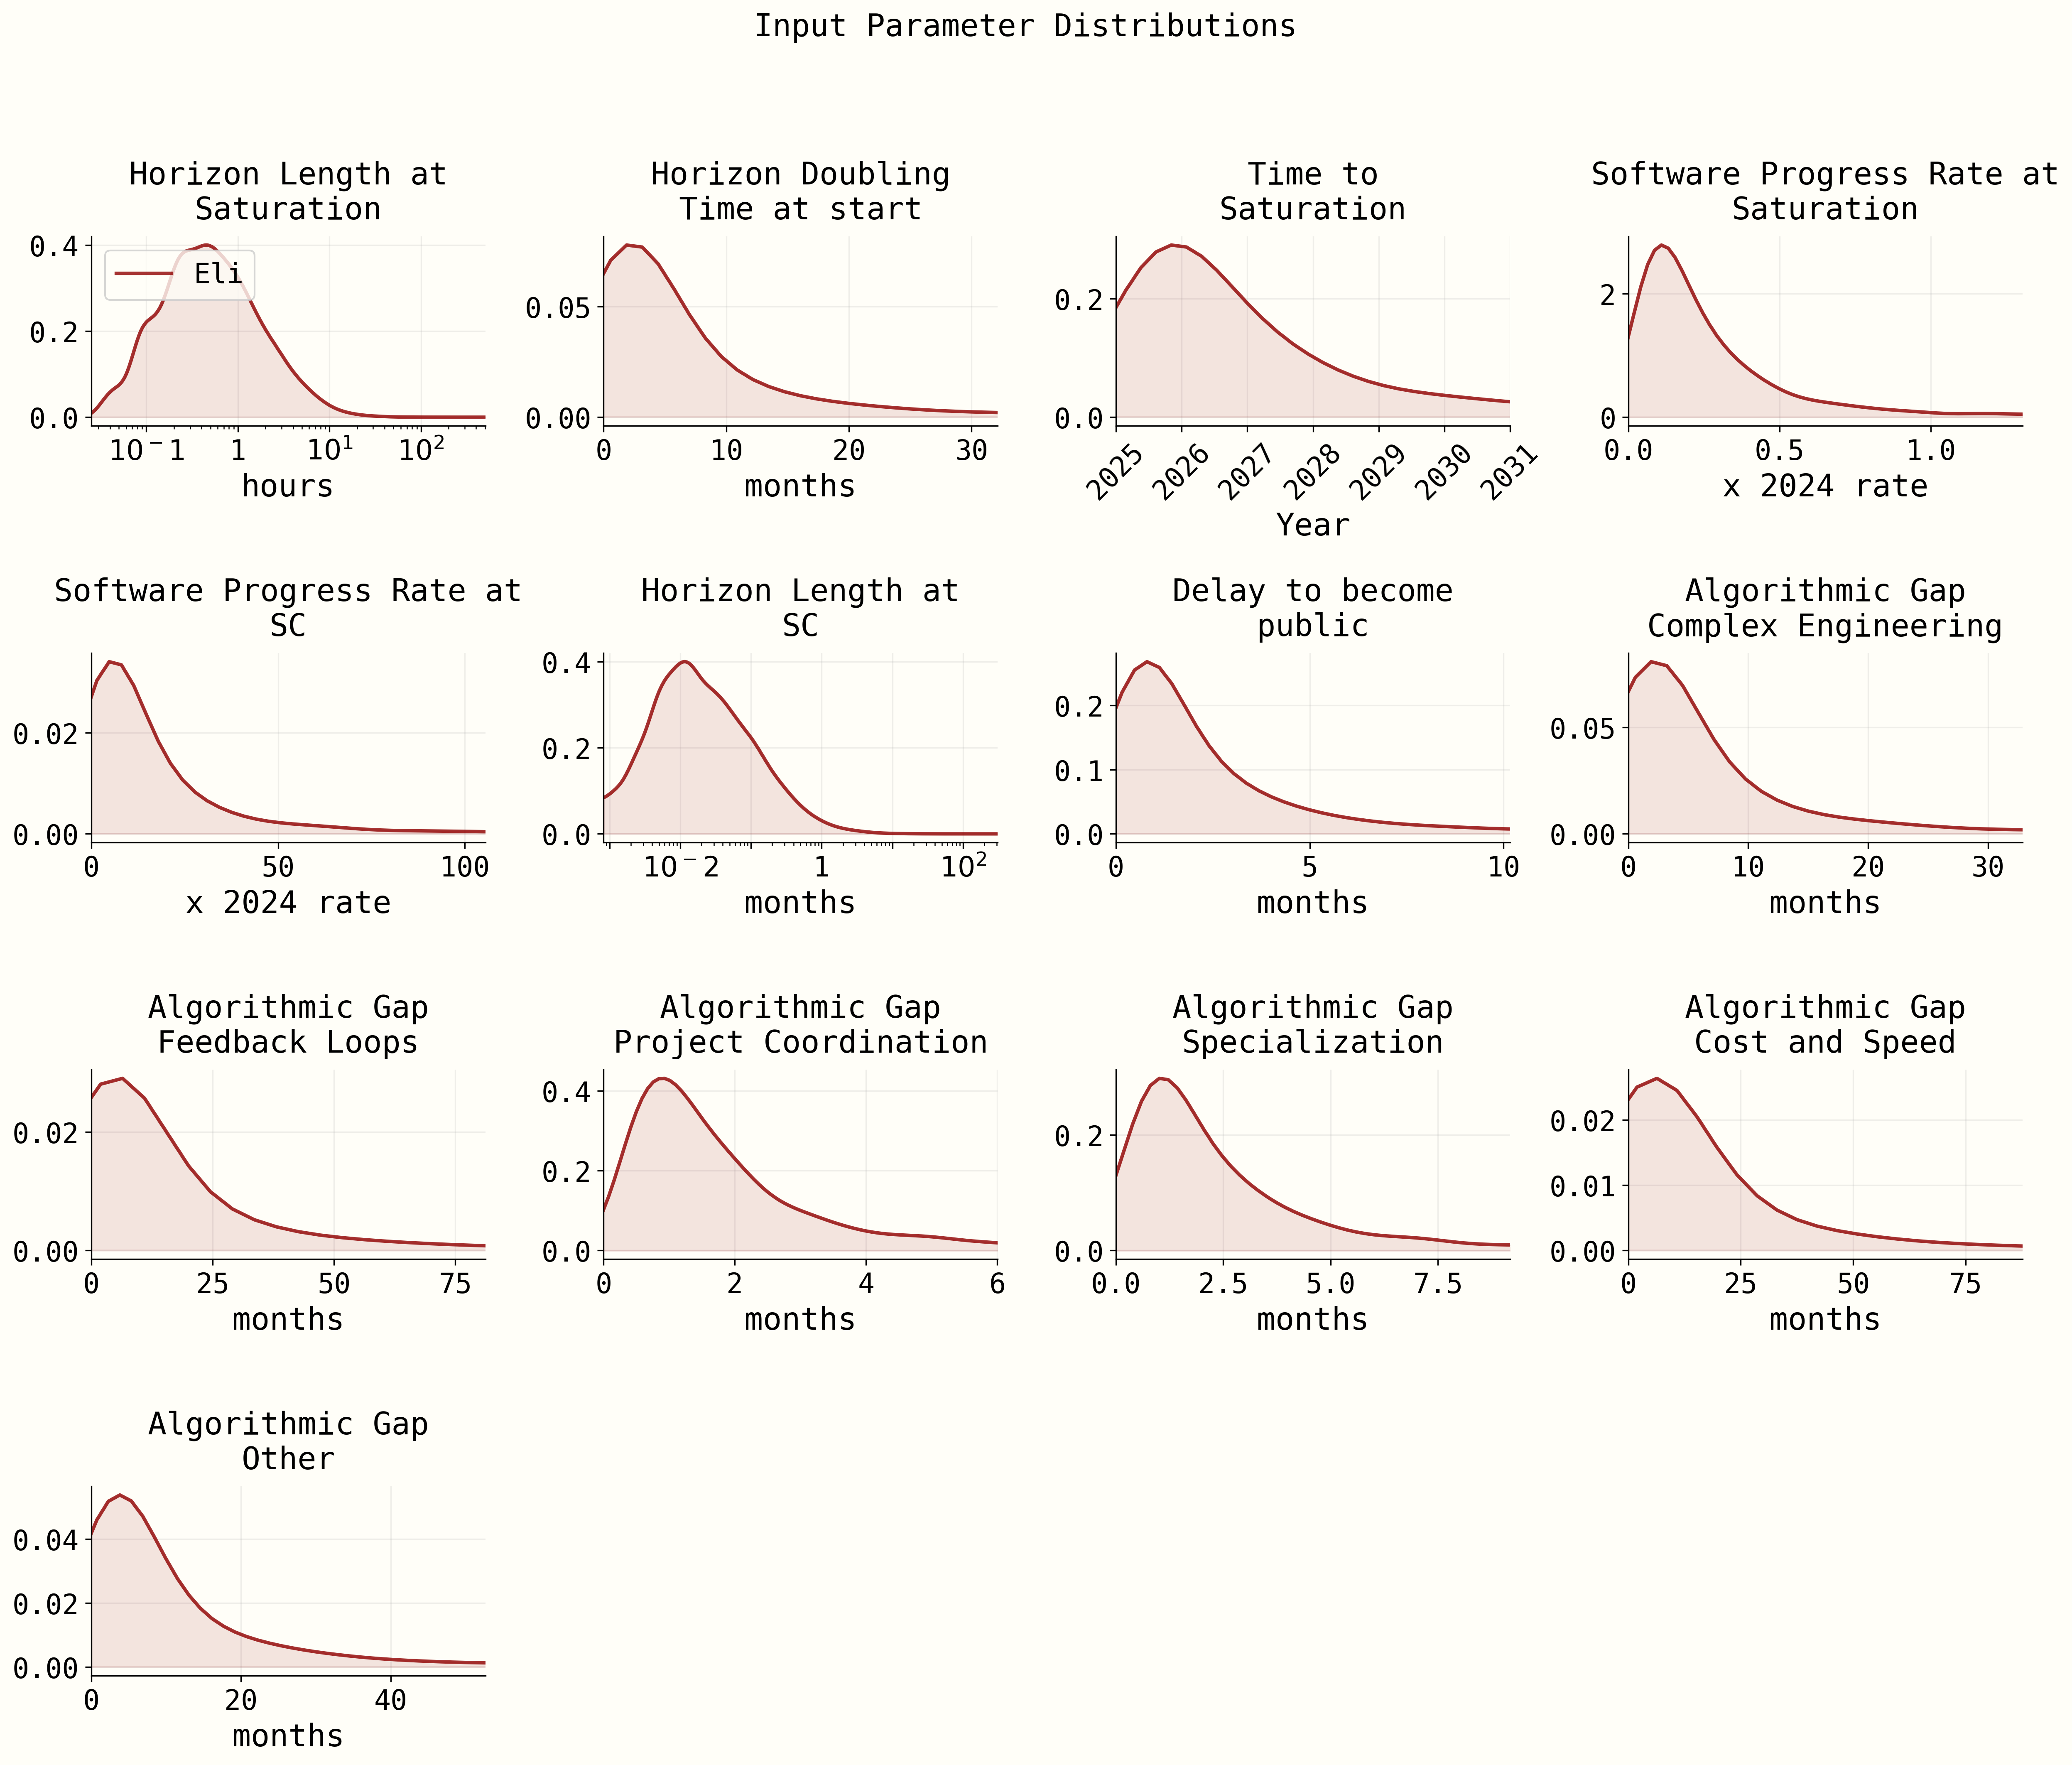 Input Parameter Distributions
Horizon Length at
Saturation
0.4
0.2
0.0
Eli
10⁻1 1 10¹ 10²
hours
Horizon Doubling
Time at start
0.05
0.00
0 10 20 30
months
Time to
Saturation
0.2
0.0
2025 2026 2027 2028 2029 2030 2031
Year
Software Progress Rate at
Saturation
2
0
0.0 0.5 1.0
x 2024 rate
Software Progress Rate at
SC
0.02
0.00
0 50 100
x 2024 rate
Horizon Length at
SC
0.4
0.2
0.0
10⁻2 1 10²
months
Delay to become
public
0.2
0.1
0.0
0 5 10
months
Algorithmic Gap
Complex Engineering
0.05
0.00
0 10 20 30
months
Algorithmic Gap
Feedback Loops
0.02
0.00
0 25 50 75
months
Algorithmic Gap
Project Coordination
0.4
0.2
0.0
0 2 4 6
months
Algorithmic Gap
Specialization
0.2
0.0
0.0 2.5 5.0 7.5
months
Algorithmic Gap
Cost and Speed
0.02
0.01
0.00
0 25 50 75
months
Algorithmic Gap
Other
0.04
0.02
0.00
0 20 40
months